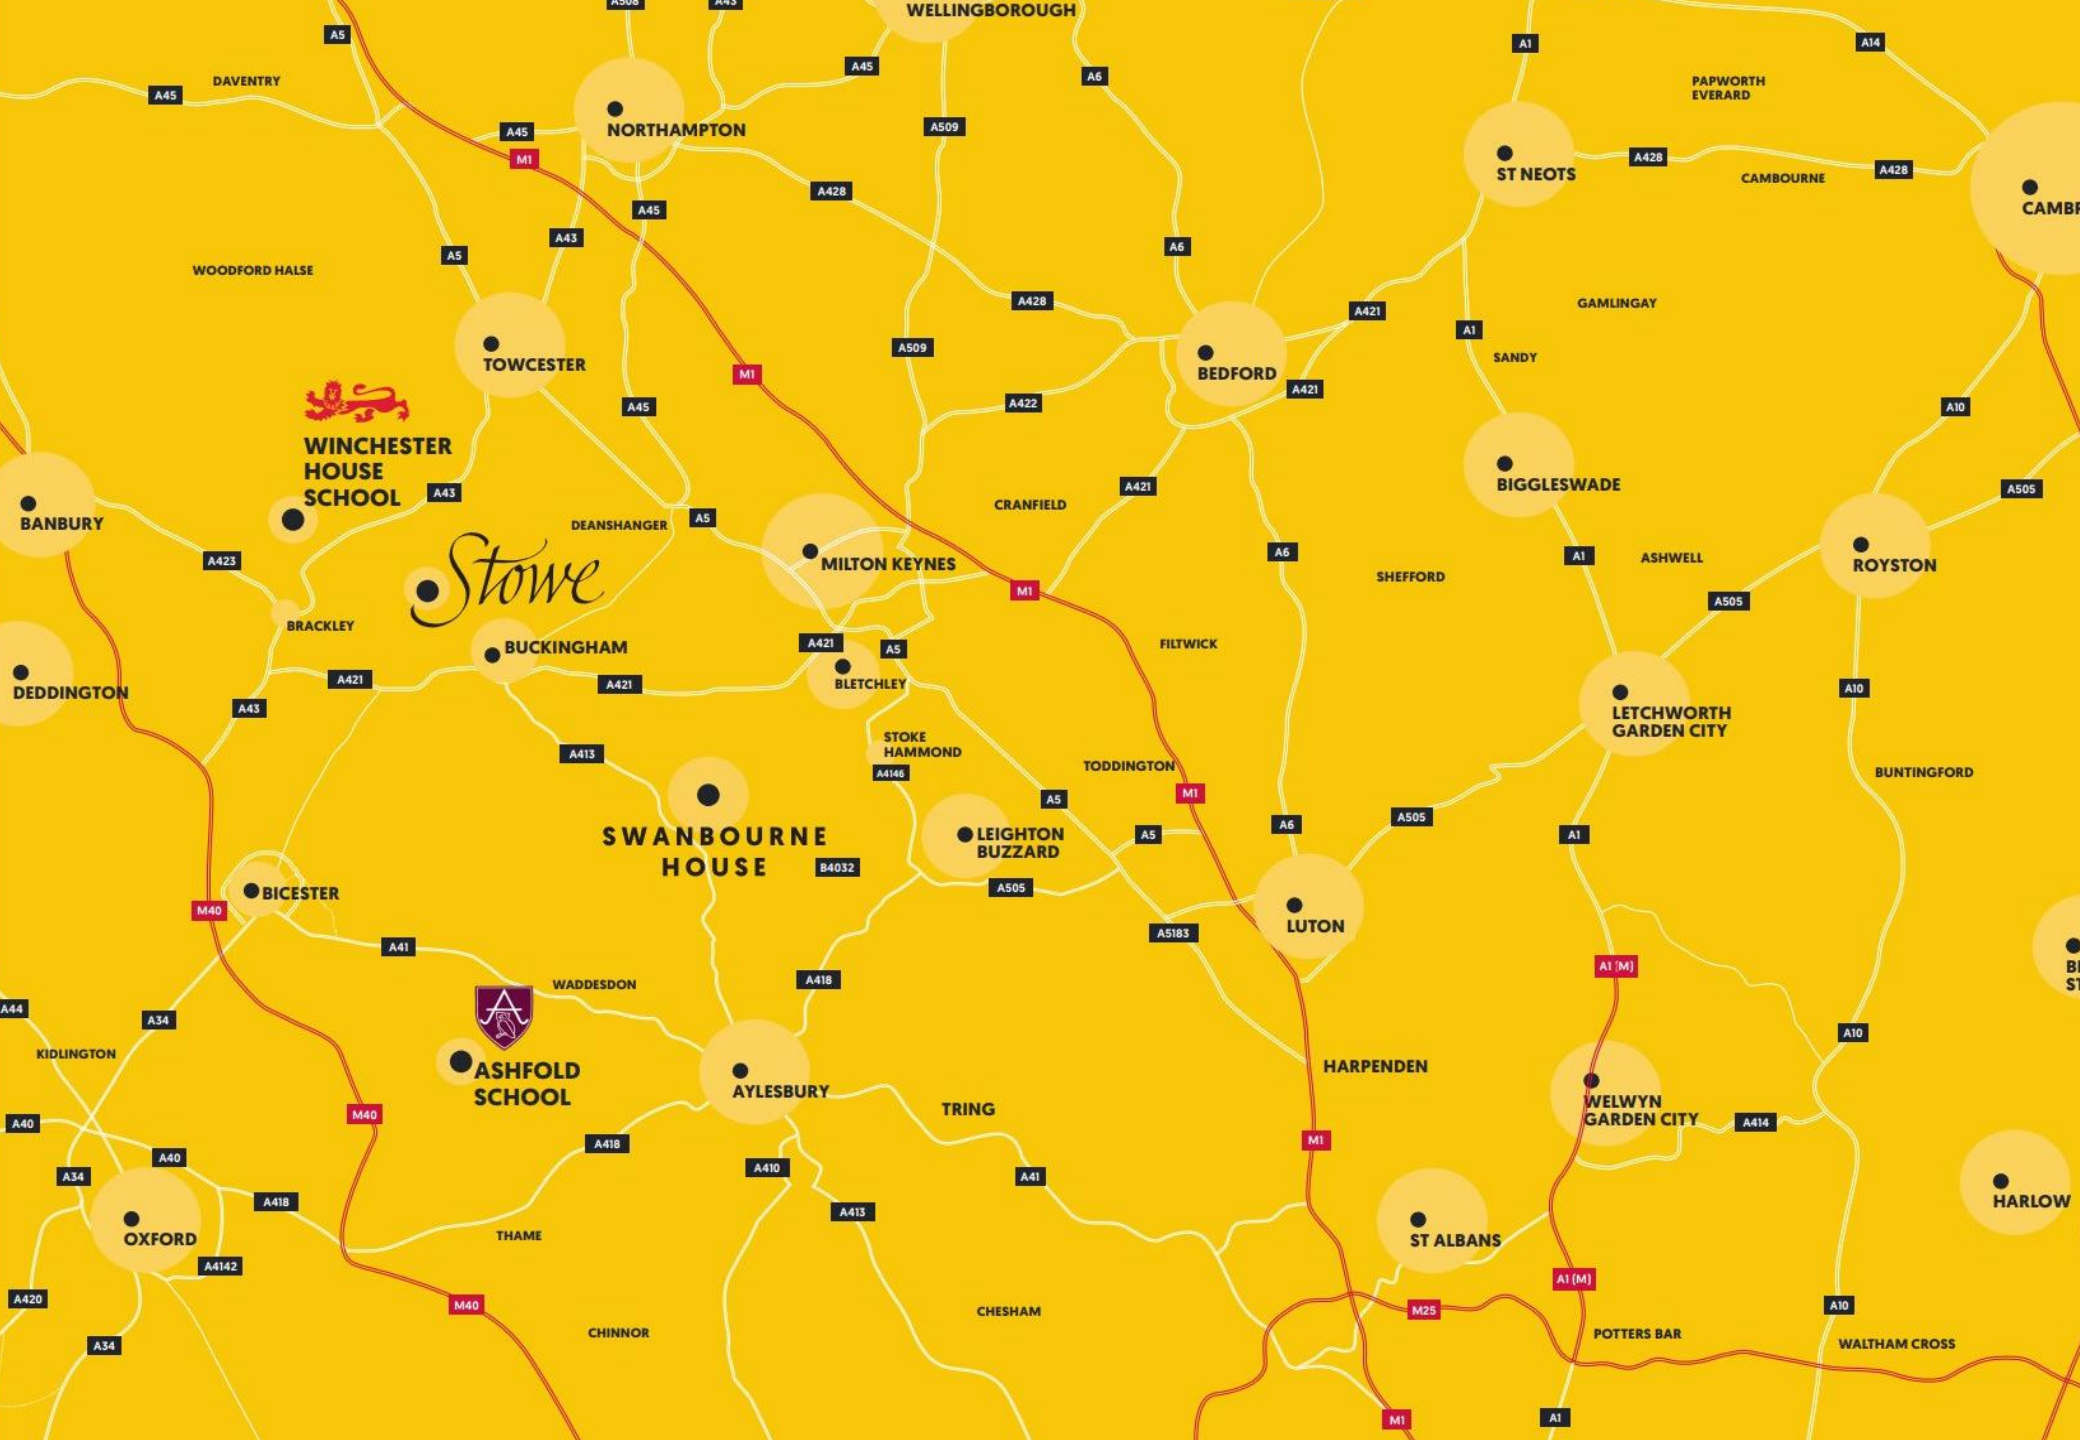 A508
A43
WELLINGBOROUGH
A5
A1
A14
A45
A6
DAVENTRY
A45
PAPWORTH
EVERARD
NORTHAMPTON
A45
A509
M1
ST NEOTS
A428
A428
CAMBOURNE
A428
CAMBR
A45
A43
A6
A5
WOODFORD HALSE
A428
GAMLINGAY
A421
A1
A509
SANDY
TOWCESTER
M1
BEDFORD
A421
A422
A45
A10
WINCHESTER
HOUSE
SCHOOL
A43
A421
BIGGLESWADE
A505
CRANFIELD
BANBURY
DEANSHANGER
A5
A423
A6
A1
ASHWELL
MILTON KEYNES
ROYSTON
Stowe
SHEFFORD
M1
A505
BRACKLEY
BUCKINGHAM
A421
A5
FILTWICK
A421
A421
BLETCHLEY
A10
DEDDINGTON
A43
LETCHWORTH
GARDEN CITY
STOKE
HAMMOND
A413
A4146
TODDINGTON
BUNTINGFORD
M1
A5
A505
A6
A5
A1
SWANBOURNE
HOUSE
LEIGHTON
BUZZARD
B4032
A505
BICESTER
M40
LUTON
A5183
A41
A1 (M)
BI
ST
A418
WADDESDON
A44
A34
A10
KIDLINGTON
A
ASHFOLD
SCHOOL
HARPENDEN
AYLESBURY
WELWYN
GARDEN CITY
TRING
M40
A40
A414
M1
A418
A40
A410
A34
A41
A418
HARLOW
A413
OXFORD
THAME
ST ALBANS
A4142
A1 (M)
A420
M40
M25
A10
CHESHAM
CHINNOR
POTTERS BAR
A34
WALTHAM CROSS
M1
A1